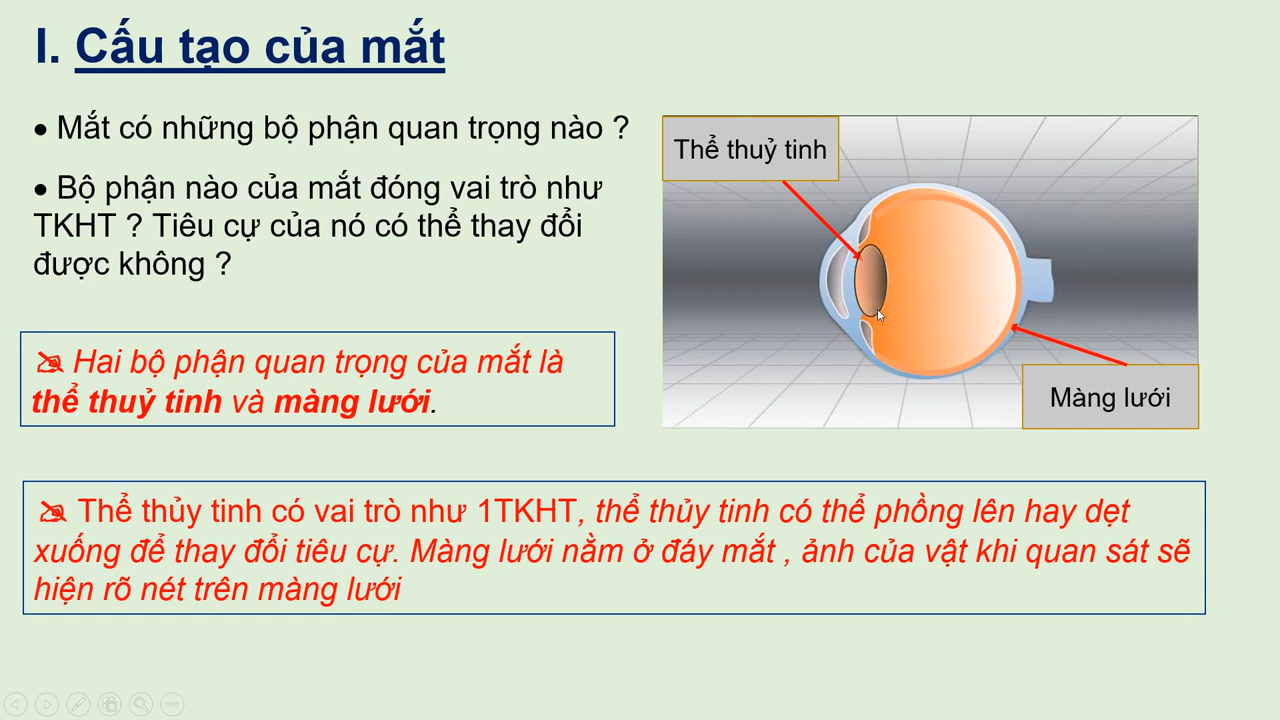 I. Cấu tạo của mắt
• Mắt có những bộ phận quan trọng nào ?
• Bộ phận nào của mắt đóng vai trò như
TKHT ? Tiêu cự của nó có thể thay đổi
được không ?
Thể thuỷ tinh
Màng lưới
Hai bộ phận quan trọng của mắt là
thể thuỷ tinh và màng lưới.
Thể thủy tinh có vai trò như 1TKHT, thể thủy tinh có thể phồng lên hay dẹt
xuống để thay đổi tiêu cự. Màng lưới nằm ở đáy mắt , ảnh của vật khi quan sát sẽ
hiện rõ nét trên màng lưới